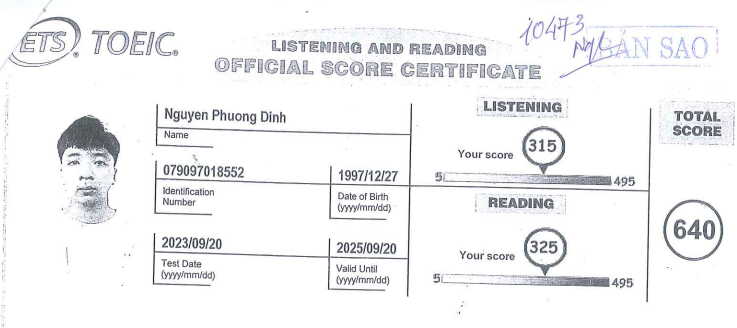 ETS TOEIC.
LISTENING AND READING
OFFICIAL SCORE CERTIFICATE
10473
BẢN SAO
Nguyen Phuong Dinh
Name
079097018552
Identification
Number
1997/12/27
Date of Birth
(yyyy/mm/dd)
2023/09/20
Test Date
(yyyy/mm/dd)
2025/09/20
Valid Until
(yyyy/mm/dd)
LISTENING
Your score
315
5
495
READING
Your score
325
5
495
TOTAL
SCORE
640